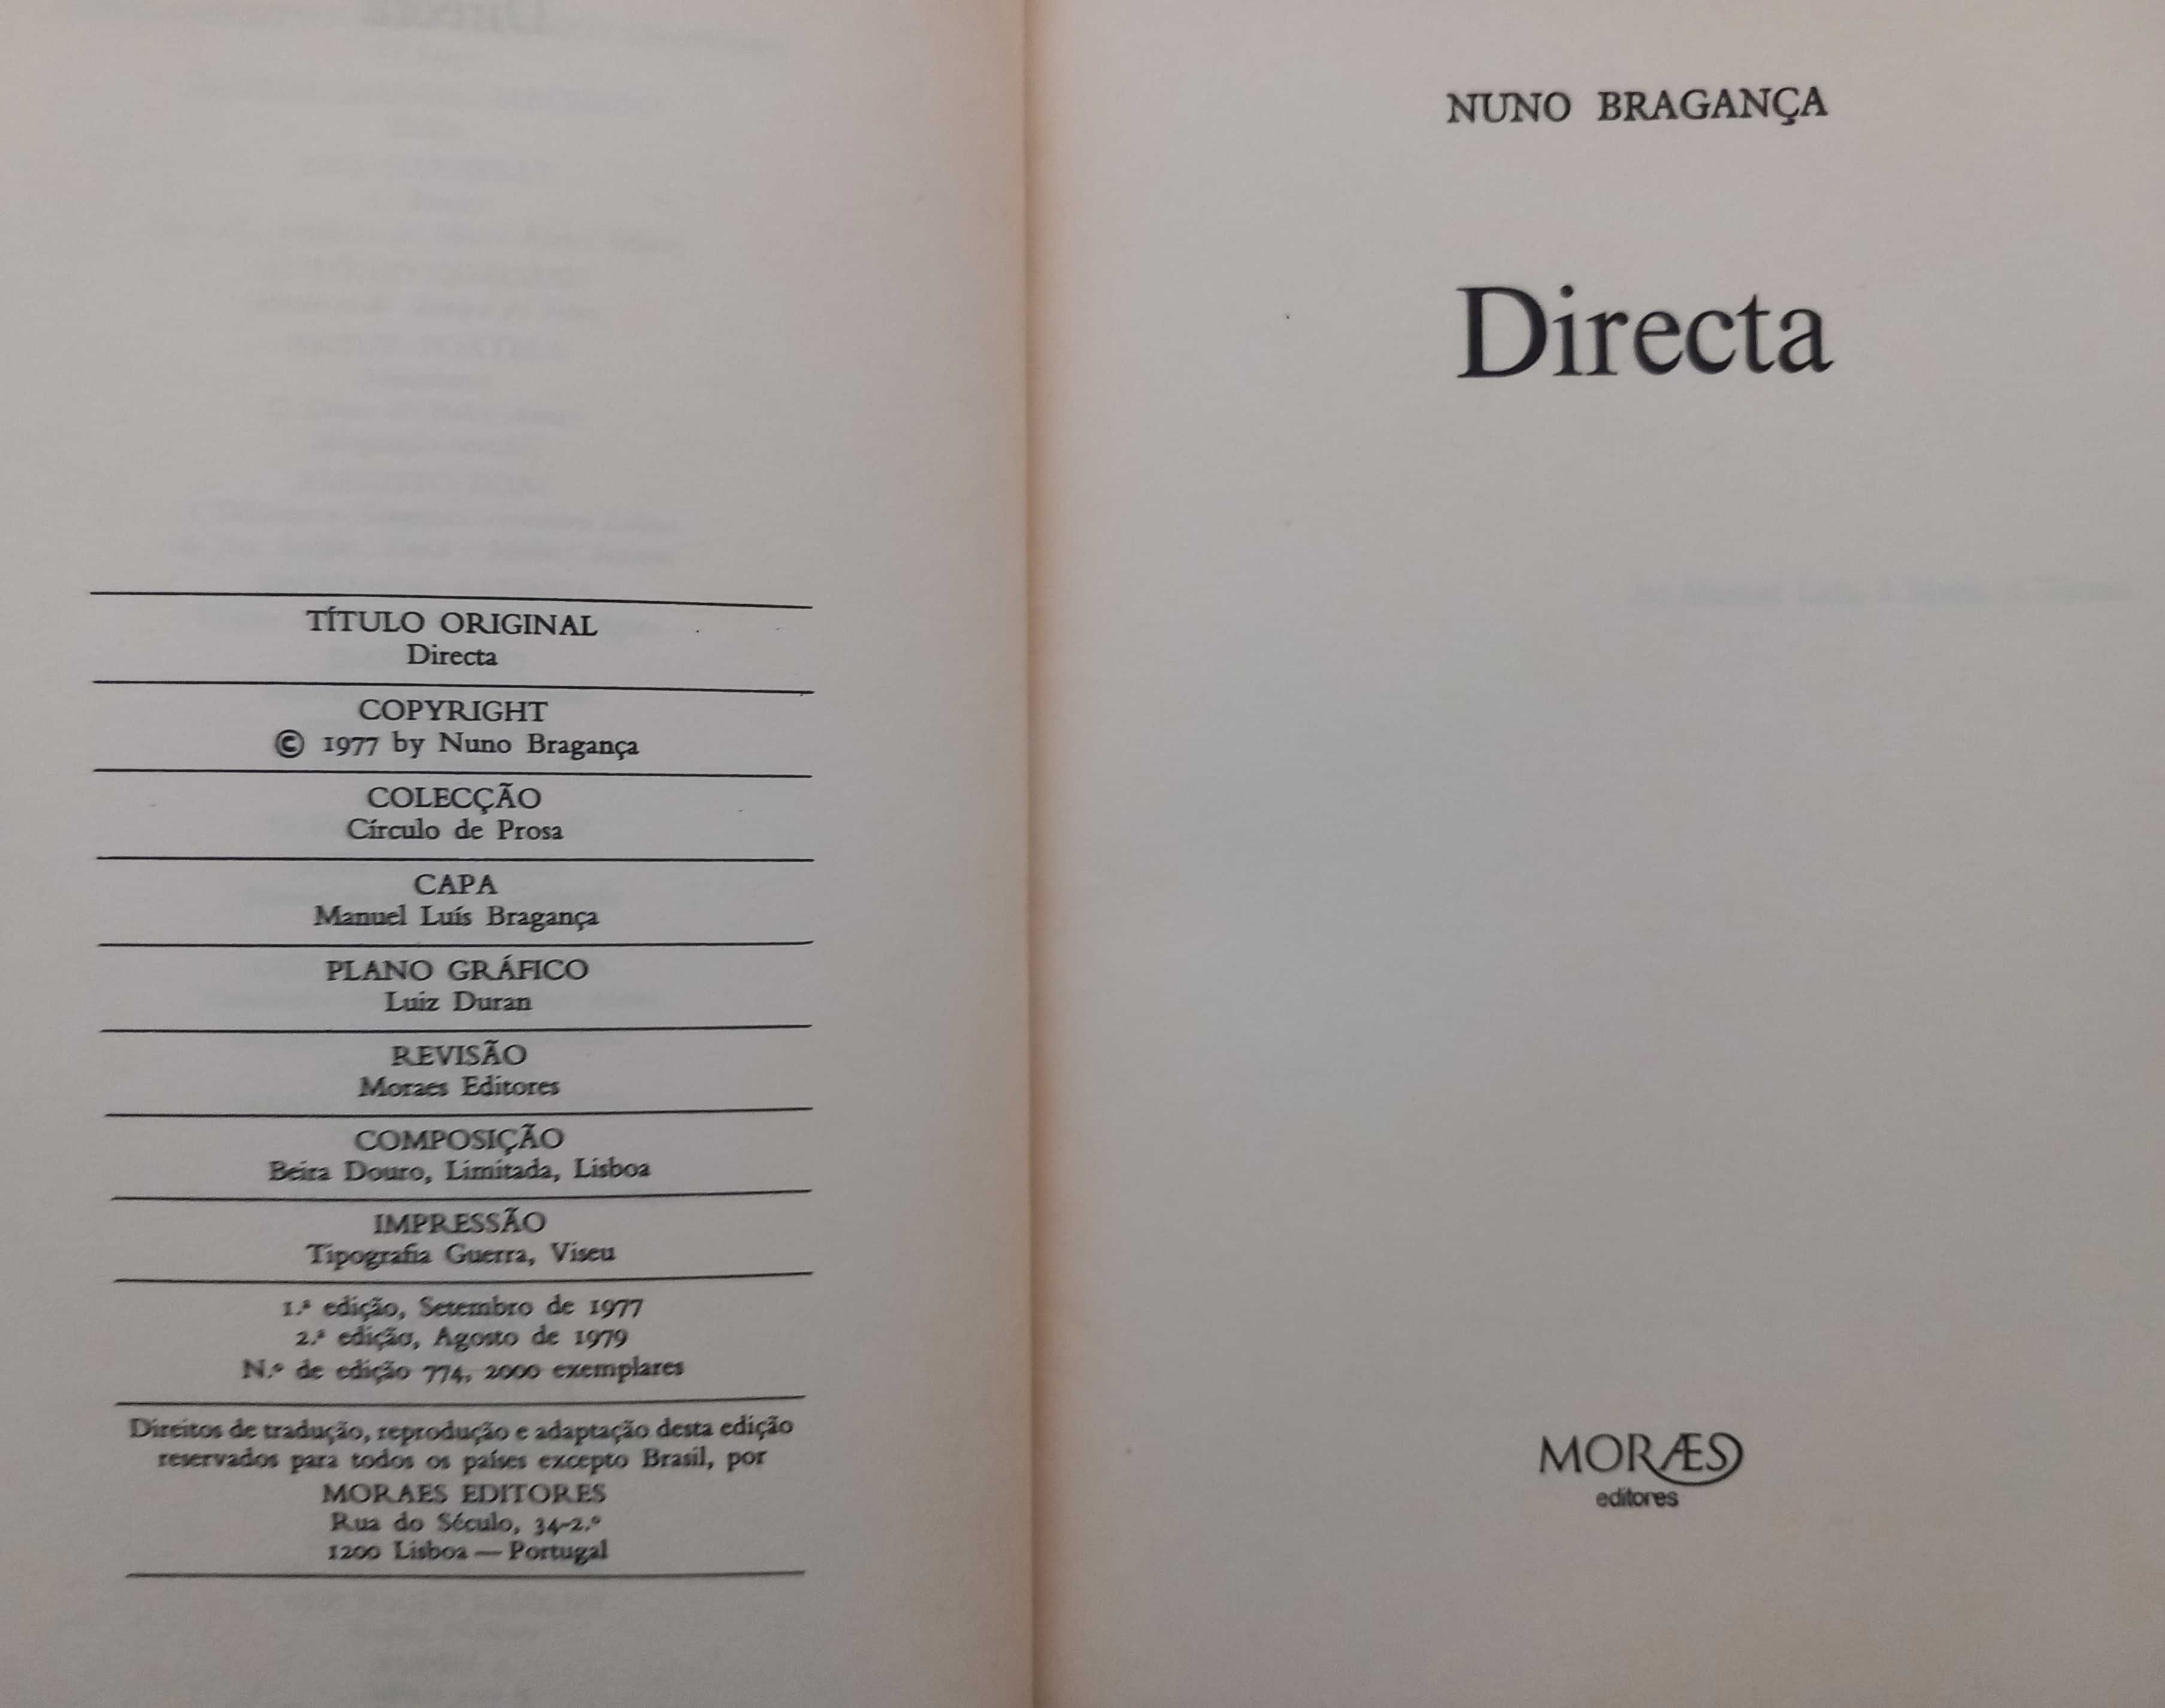 TÍTULO ORIGINAL
Directa
COPYRIGHT
© 1977 by Nuno Bragança
COLECÇÃO
Círculo de Prosa
CAPA
Manuel Luís Bragança
PLANO GRÁFICO
Luiz Duran
REVISÃO
Moraes Editores
COMPOSIÇÃO
Beira Douro, Limitada, Lisboa
IMPRESSÃO
Tipografia Guerra, Viseu
1.ª edição, Setembro de 1977
2.ª edição, Agosto de 1979
N.º de edição 774, 2000 exemplares
Direitos de tradução, reprodução e adaptação desta edição
reservados para todos os países excepto Brasil, por
MORAES EDITORES
Rua do Século, 34-2.º
1200 Lisboa — Portugal
NUNO BRAGANÇA
Directa
MORÆS
editores